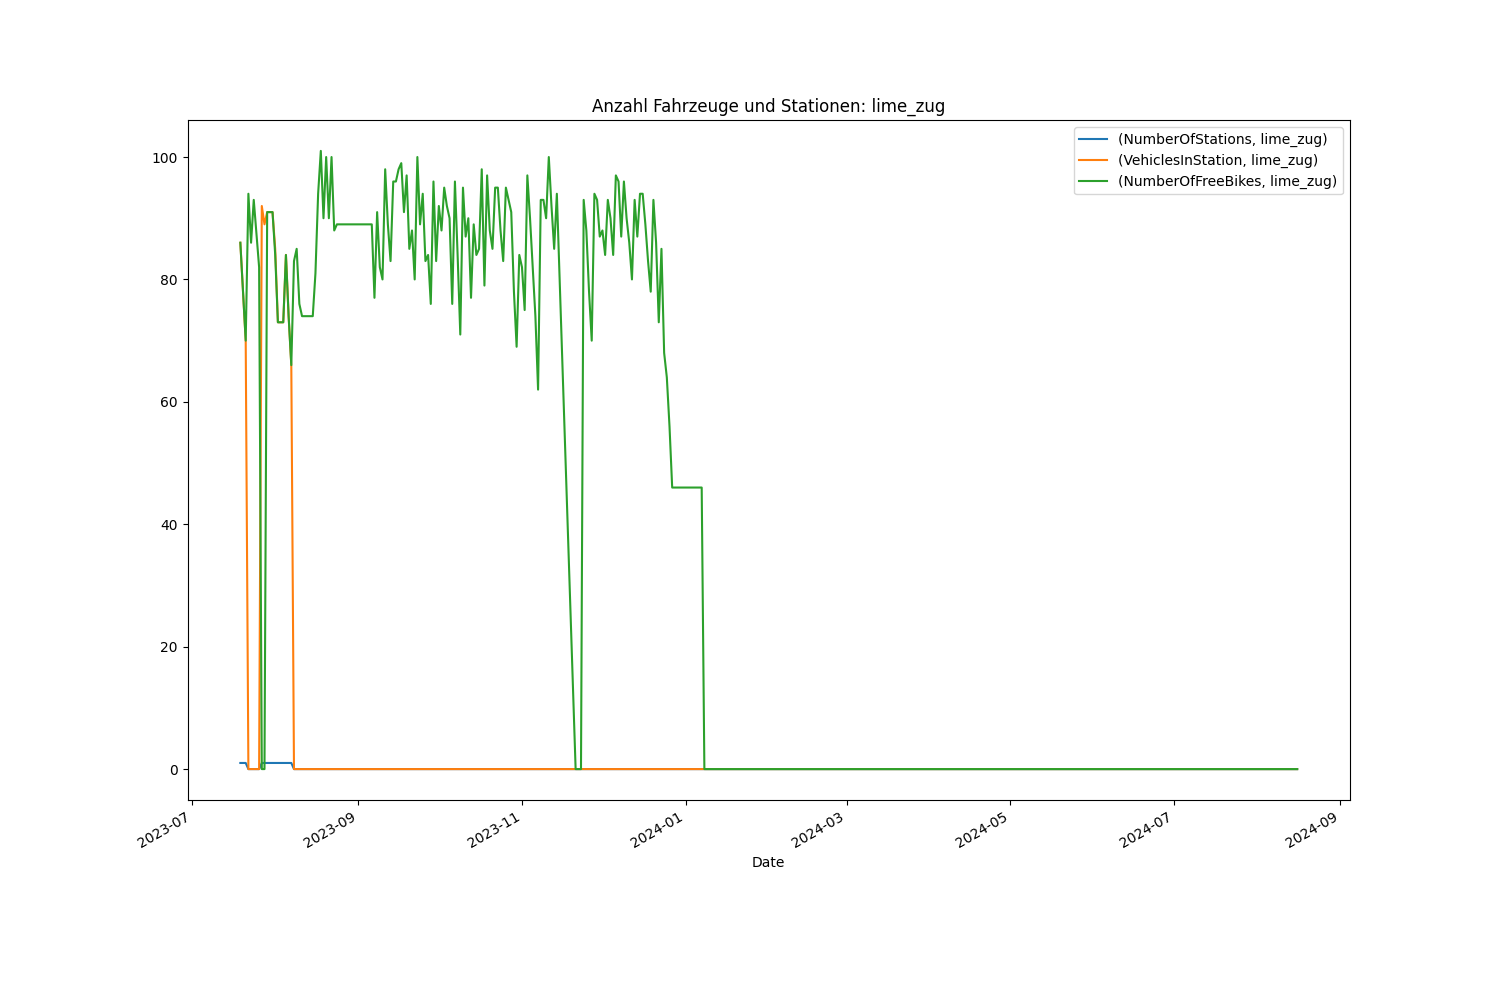 Anzahl Fahrzeuge und Stationen: lime_zug
(NumberOfStations, lime_zug)
(VehiclesInStation, lime_zug)
(NumberOfFreeBikes, lime_zug)
100
80
60
40
20
0
2023-07
2023-09
2023-11
2024-01
2024-03
2024-05
2024-07
2024-09
Date